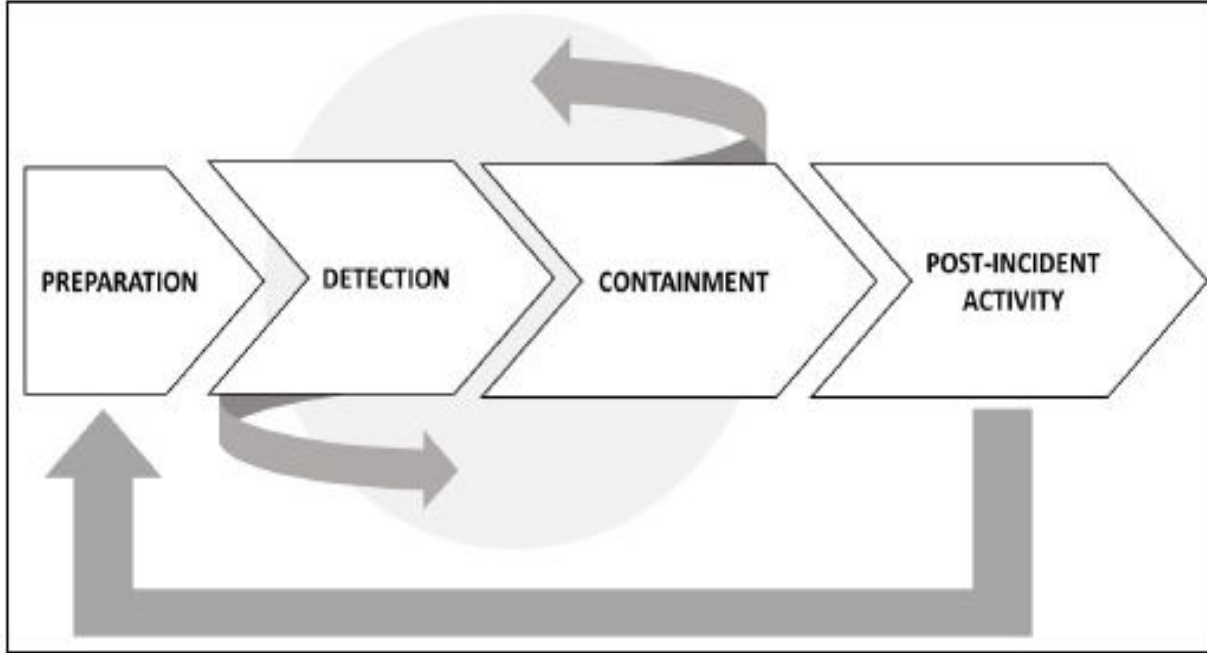 PREPARATION
DETECTION
CONTAINMENT
POST-INCIDENT
ACTIVITY